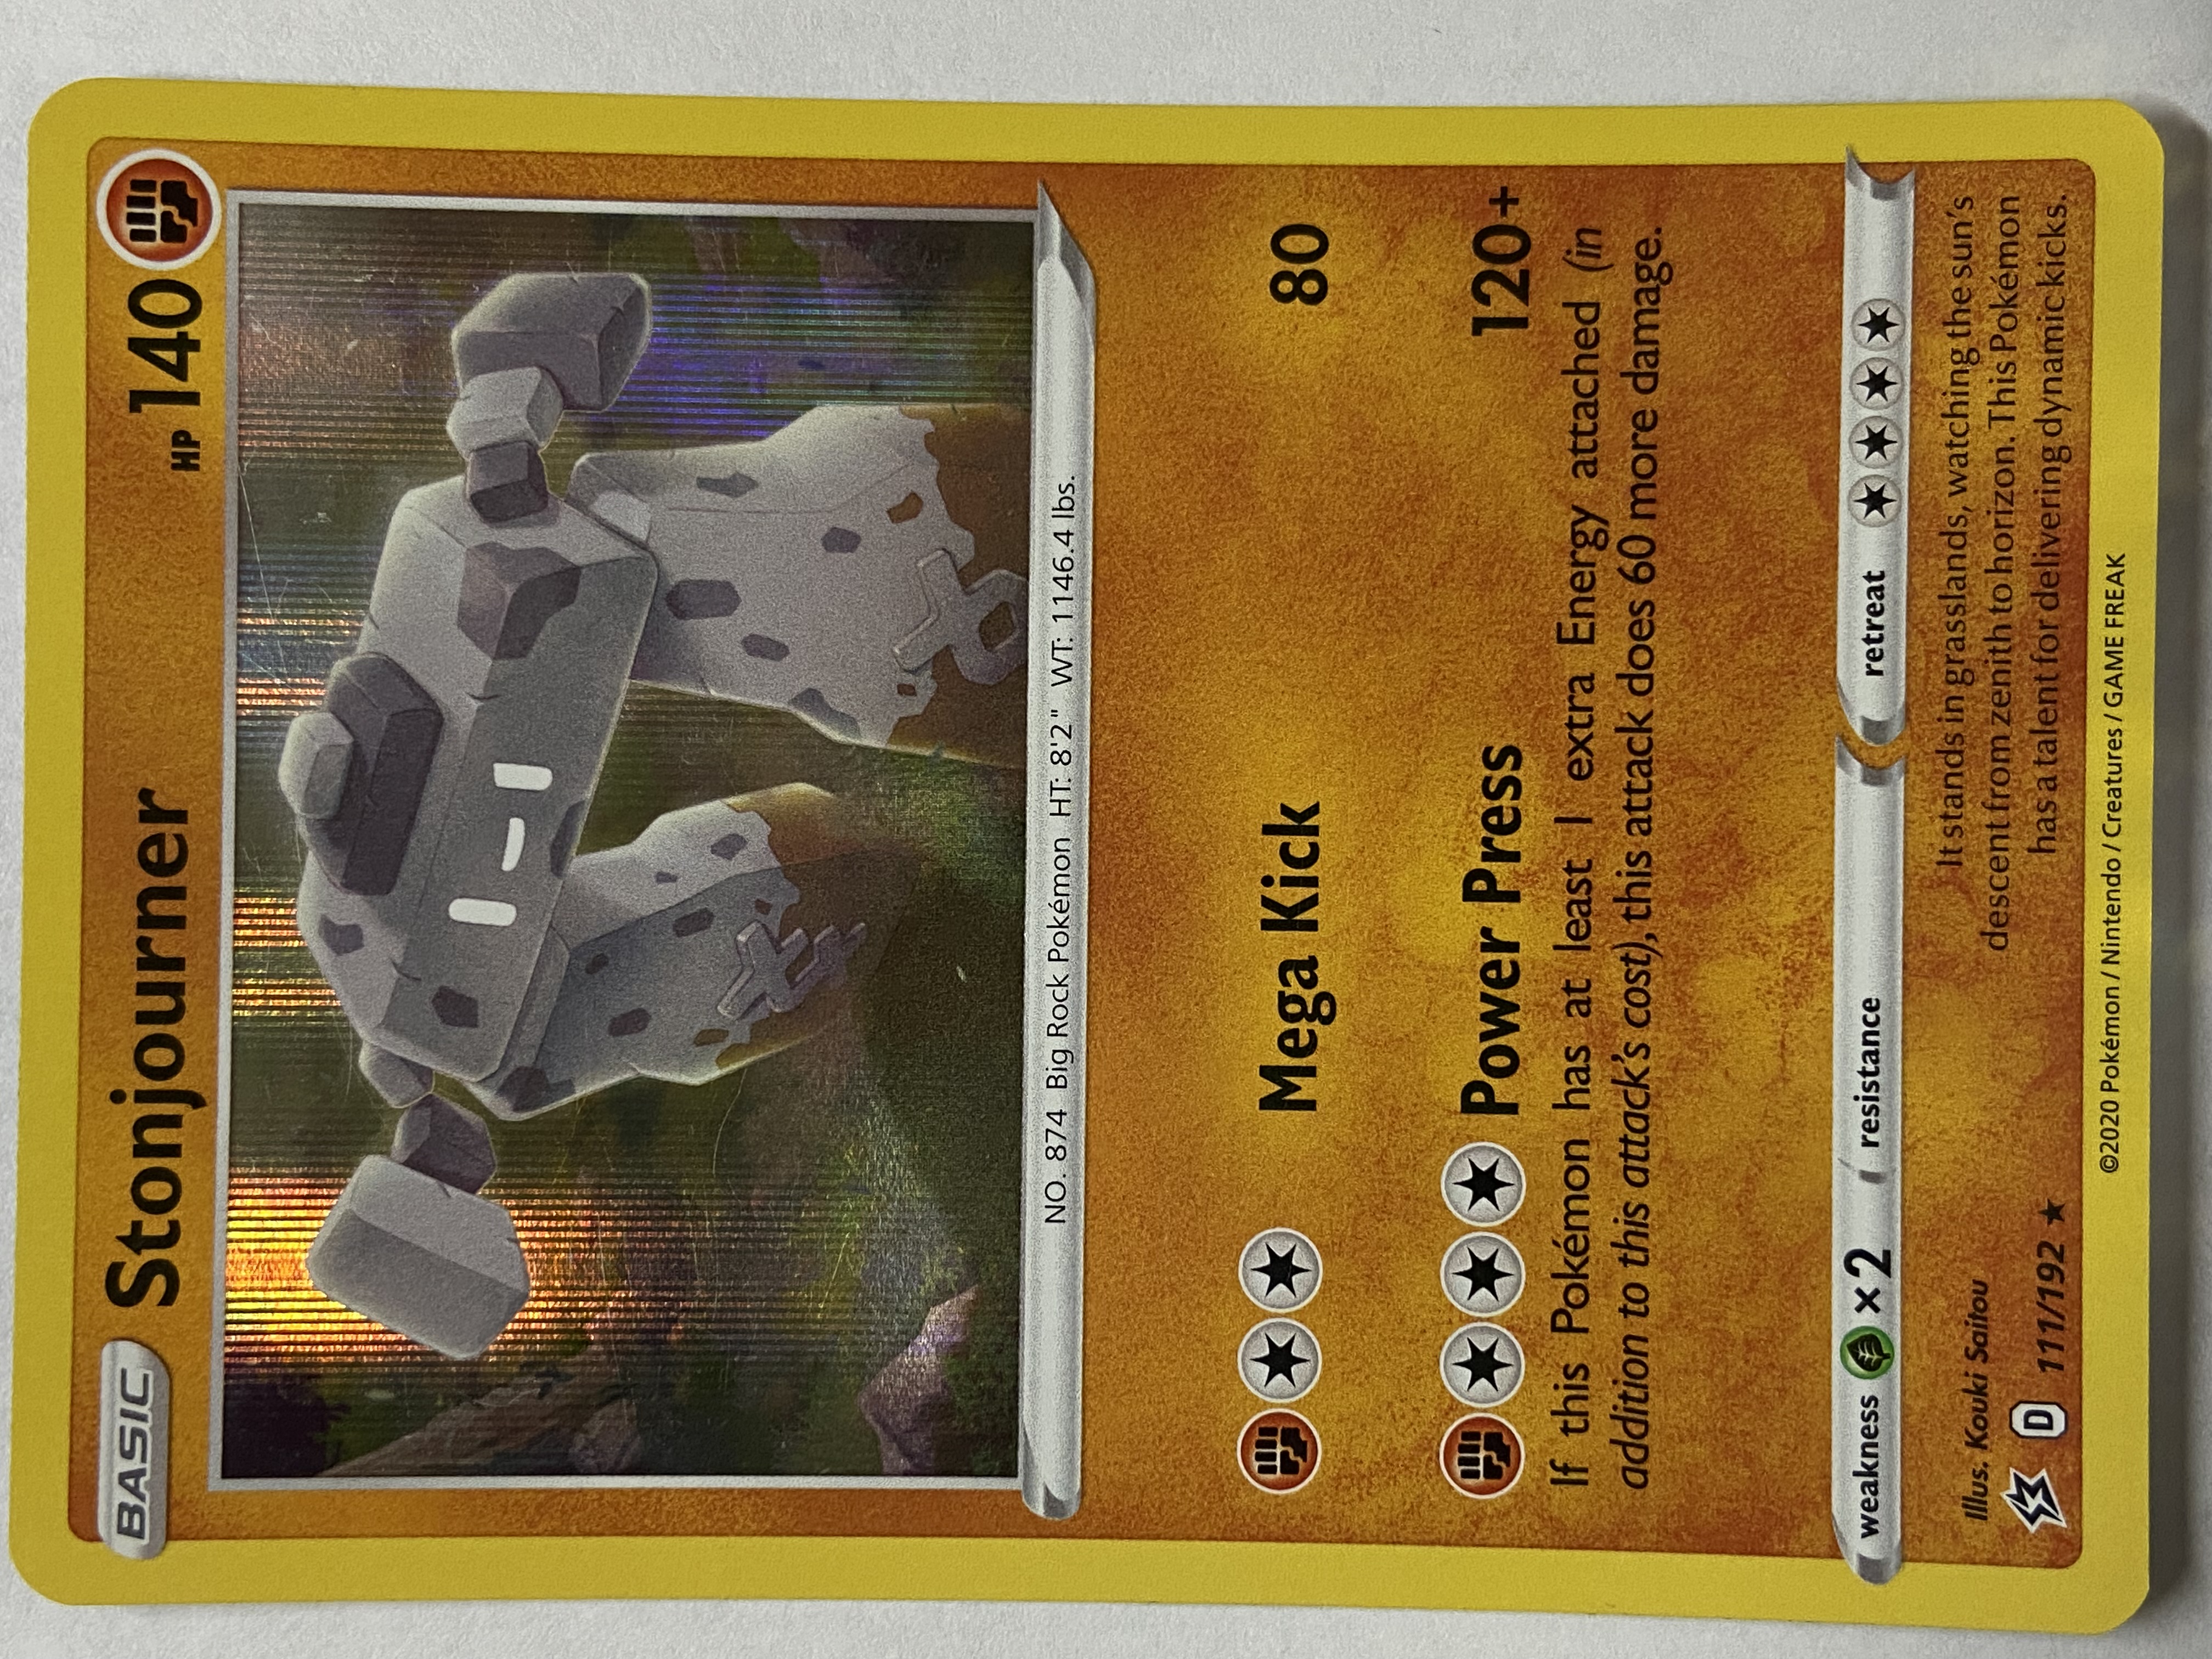 BASIC Stonjourner HP 140
NO. 874 Big Rock Pokémon HT: 8'2" WT: 1146.4 lbs.
Mega Kick 80
Power Press 120+
If this Pokémon has at least 1 extra Energy attached (in
addition to this attack's cost), this attack does 60 more damage.
weakness ×2 resistance retreat
Illus. Kouki Saitou
D 111/192 ★
It stands in grasslands, watching the sun's
descent from zenith to horizon. This Pokémon
has a talent for delivering dynamic kicks.
©2020 Pokémon / Nintendo / Creatures / GAME FREAK